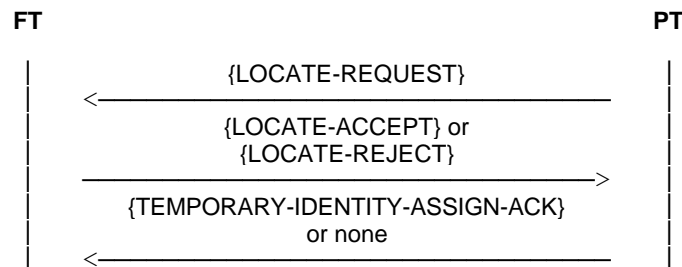 FT PT
{LOCATE-REQUEST}
{LOCATE-ACCEPT} or
{LOCATE-REJECT}
{TEMPORARY-IDENTITY-ASSIGN-ACK}
or none